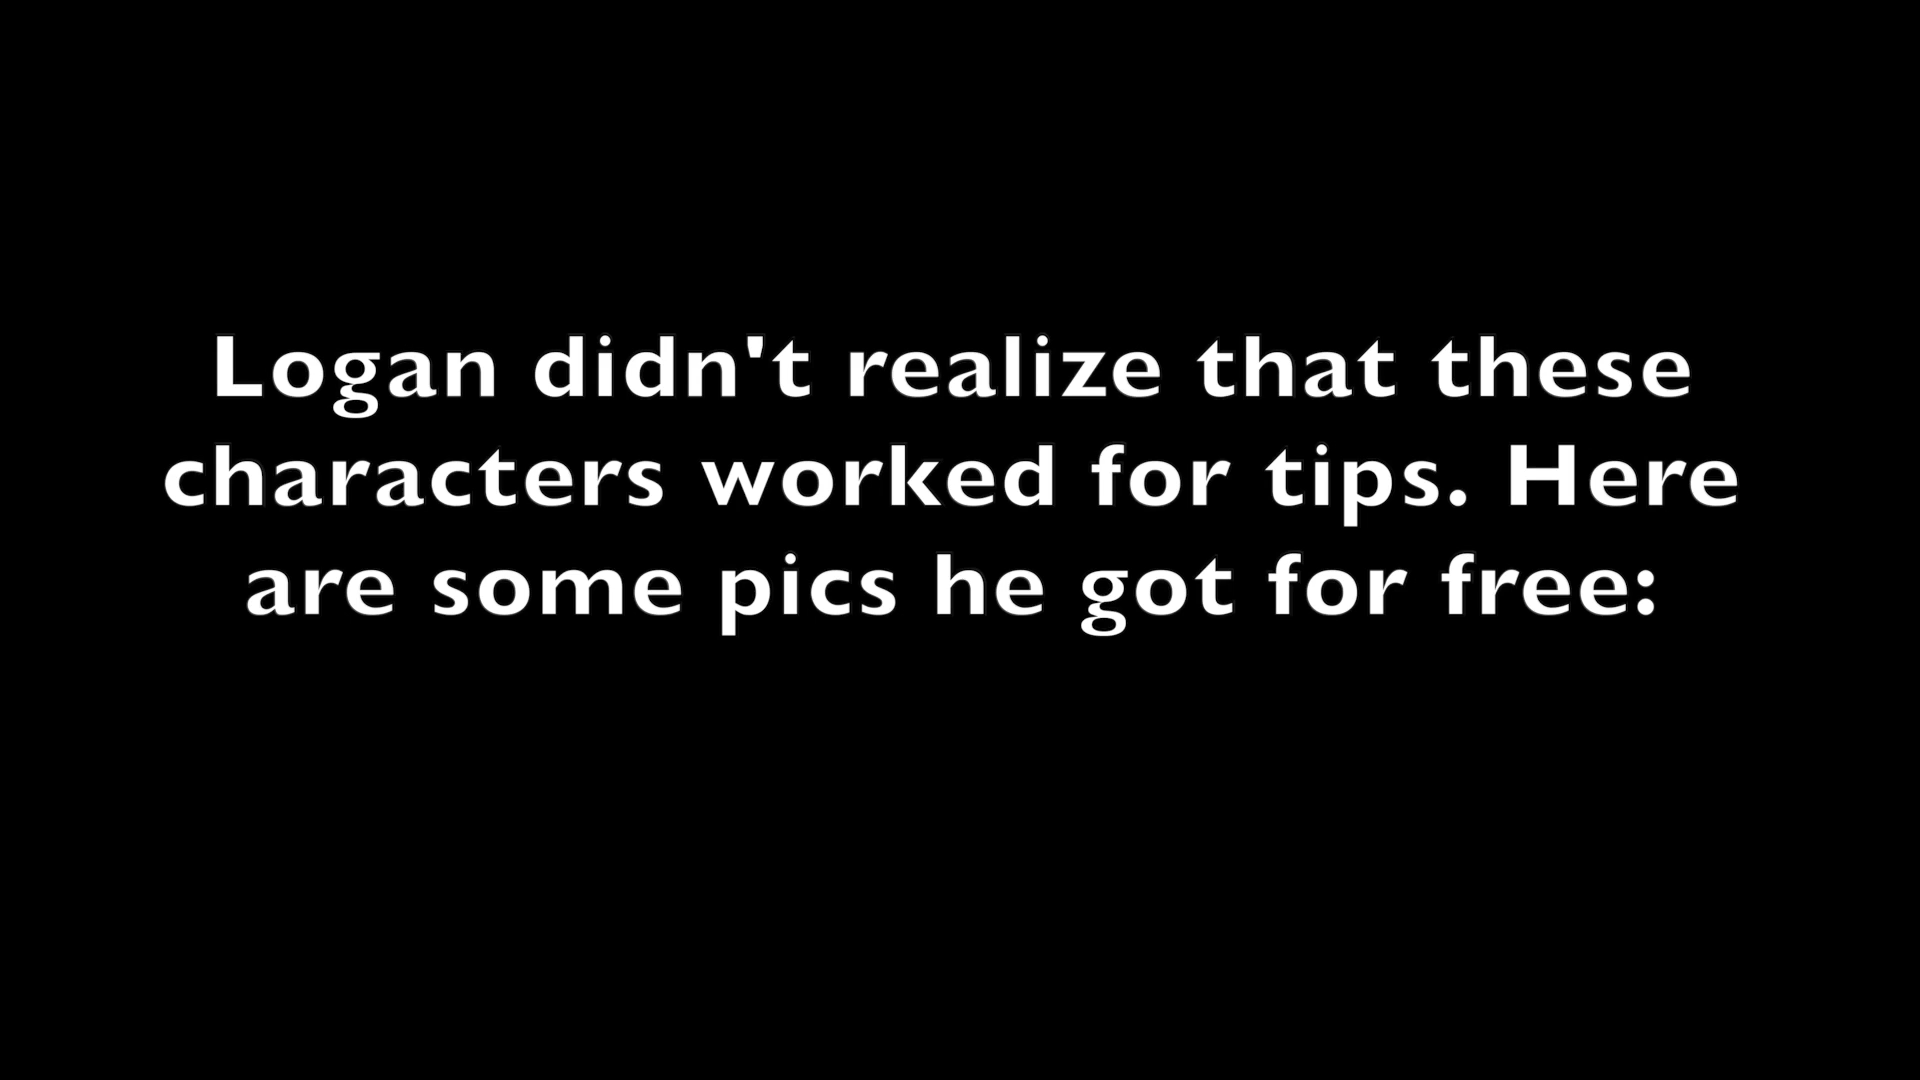 Logan didn't realize that these
characters worked for tips. Here
are some pics he got for free: